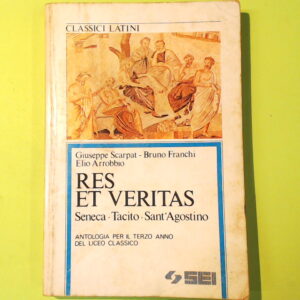 CLASSICI LATINI
Giuseppe Scarpat - Bruno Franchi
Elio Arrobbio
RES
ET VERITAS
Seneca · Tacito · Sant'Agostino
ANTOLOGIA PER IL TERZO ANNO
DEL LICEO CLASSICO
SEI